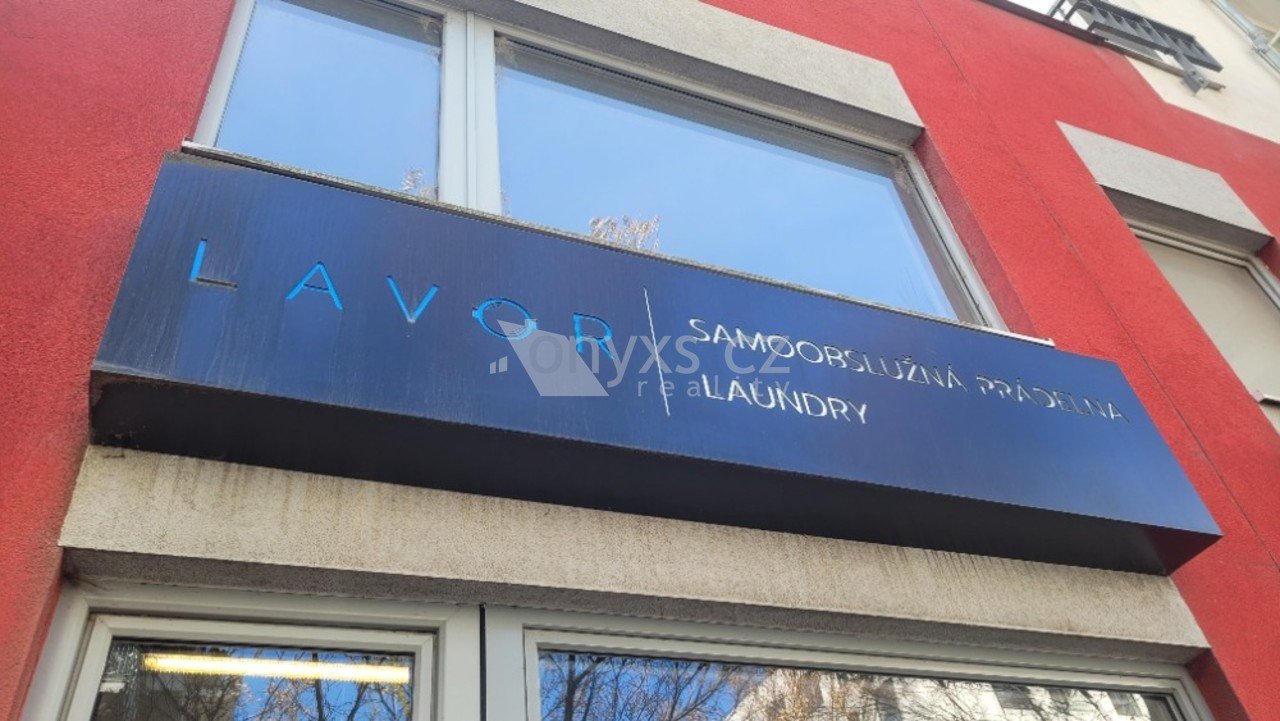 LAVOR
SAMOOBSLUŽNÁ PRÁDELNA
LAUNDRY
onyxs.cz
reality